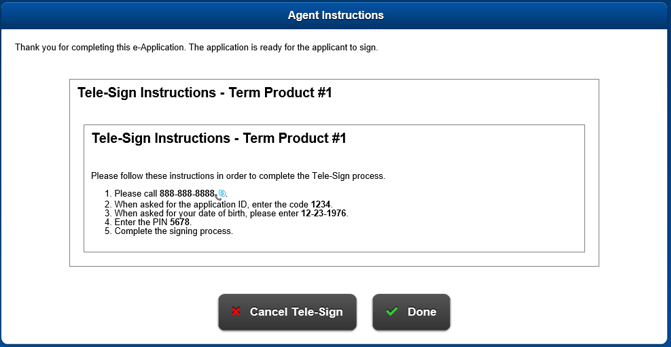 Agent Instructions
Thank you for completing this e-Application. The application is ready for the applicant to sign.
Tele-Sign Instructions - Term Product #1
Tele-Sign Instructions - Term Product #1
Please follow these instructions in order to complete the Tele-Sign process.
1. Please call 888-888-8888.
2. When asked for the application ID, enter the code 1234.
3. When asked for your date of birth, please enter 12-23-1976.
4. Enter the PIN 5678.
5. Complete the signing process.
Cancel Tele-Sign
Done